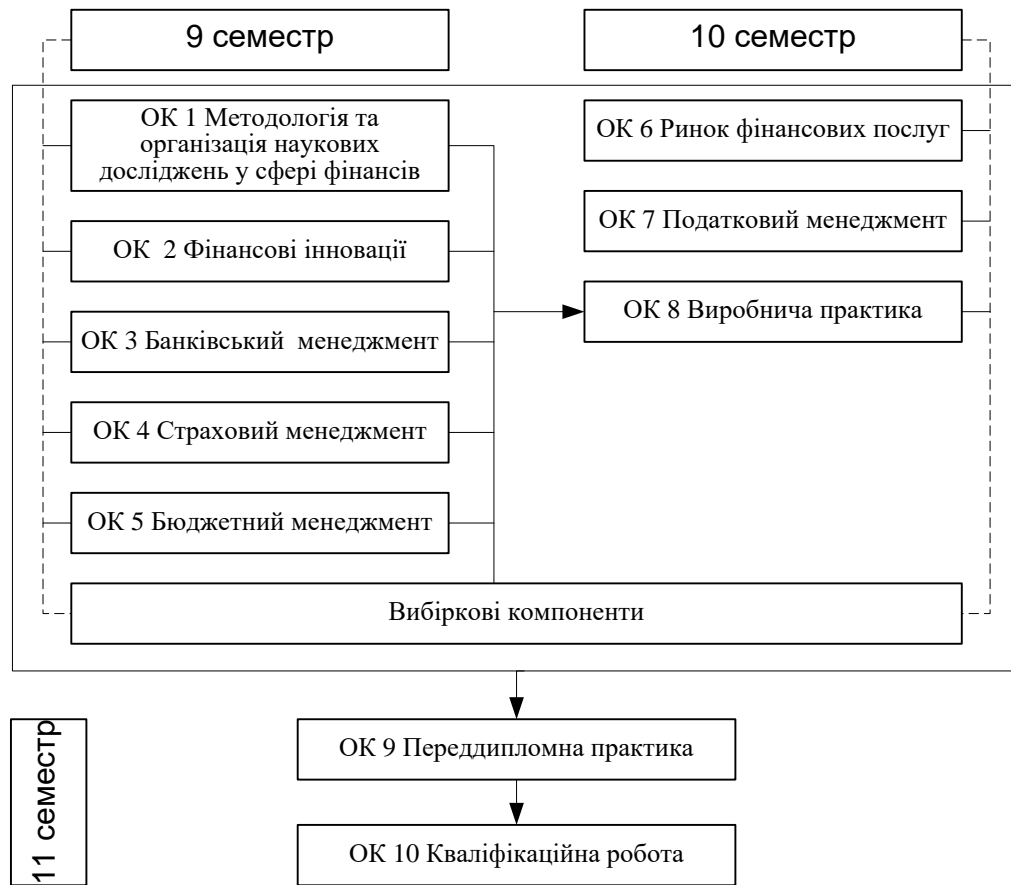 9 семестр
10 семестр
ОК 1 Методологія та
організація наукових
досліджень у сфері фінансів
ОК 2 Фінансові інновації
ОК 3 Банківський менеджмент
ОК 4 Страховий менеджмент
ОК 5 Бюджетний менеджмент
ОК 6 Ринок фінансових послуг
ОК 7 Податковий менеджмент
ОК 8 Виробнича практика
Вибіркові компоненти
11 семестр
ОК 9 Переддипломна практика
ОК 10 Кваліфікаційна робота